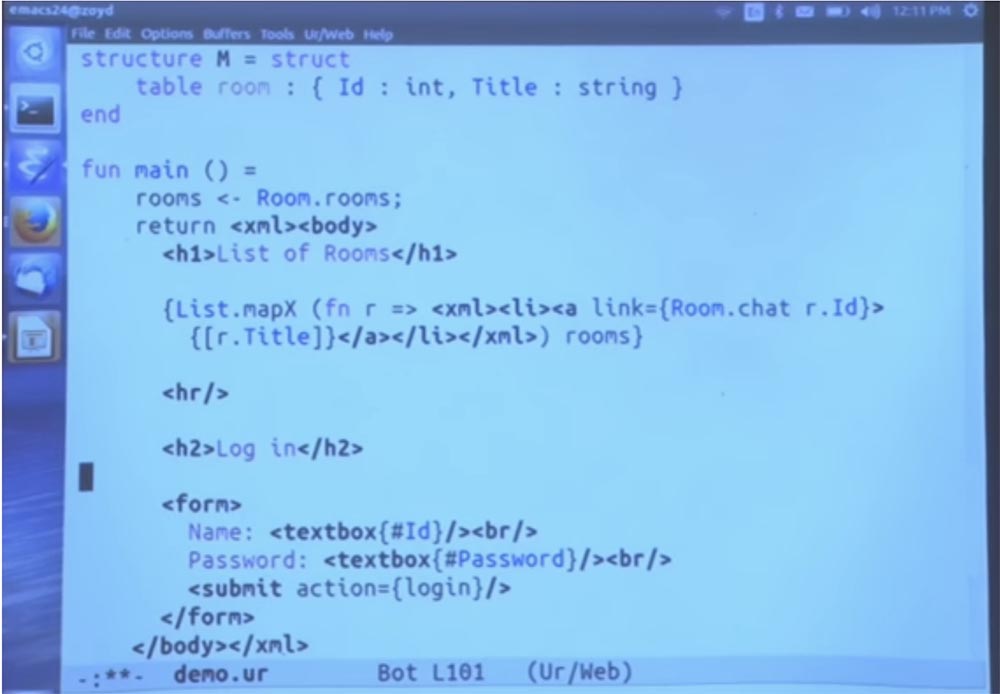 emacs24@zoyd
En 12:11 PM
File Edit Options Buffers Tools Ur/Web Help
structure M = struct
    table room : { Id : int, Title : string }
end
fun main () =
    rooms <- Room.rooms;
    return <xml><body>
      <h1>List of Rooms</h1>
      {List.mapX (fn r => <xml><li><a link={Room.chat r.Id}>
        {[r.Title]}</a></li></xml>) rooms}
      <hr/>
      <h2>Log in</h2>
      <form>
        Name: <textbox{#Id}/><br/>
        Password: <textbox{#Password}/><br/>
        <submit action={login}/>
      </form>
    </body></xml>
-:**- demo.ur Bot L101 (Ur/Web)